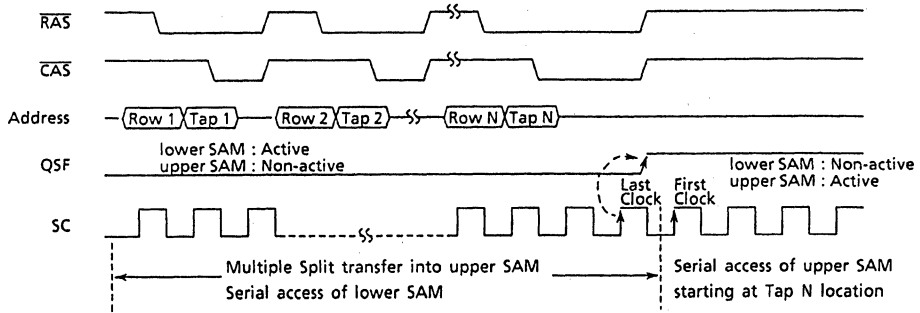 RAS
CAS
Address Row 1 Tap 1 Row 2 Tap 2 Row N Tap N
lower SAM : Active
upper SAM : Non-active
QSF
lower SAM : Non-active
upper SAM : Active
Last Clock
First Clock
SC
Multiple Split transfer into upper SAM
Serial access of lower SAM
Serial access of upper SAM
starting at Tap N location